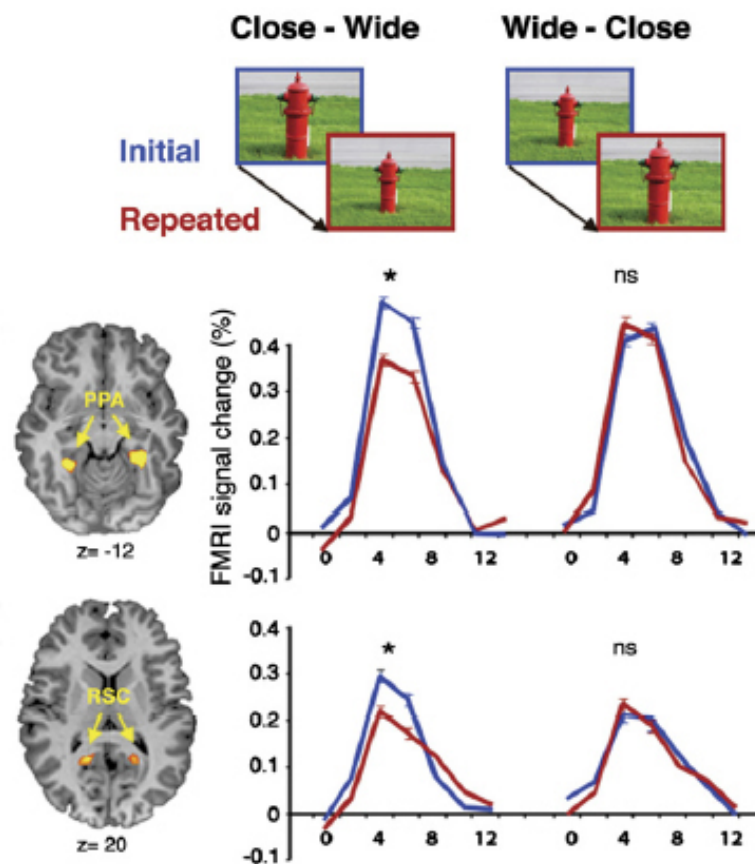 Close - Wide
Wide - Close
Initial
Repeated
*
ns
FMRI signal change (%)
0.4
0.3
0.2
0.1
0
-0.1
0 4 8 12
0 4 8 12
PPA
z= -12
*
ns
0.4
0.3
0.2
0.1
0
-0.1
0 4 8 12
0 4 8 12
RSC
z= 20